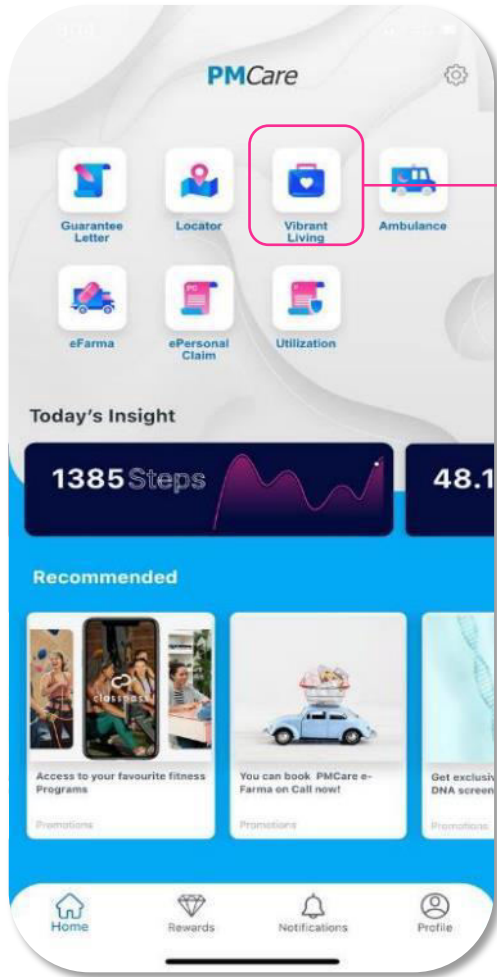 PMCare
Guarantee
Letter
Locator
Vibrant
Living
Ambulance
eFarma
ePersonal
Claim
Utilization
Today's Insight
1385 Steps
48.1
Recommended
classpass
Access to your favourite fitness
Programs
Promotions
You can book PMCare e-
Farma on Call now!
Promotions
Get exclusiv
DNA screen
Promotions
Home
Rewards
Notifications
Profile